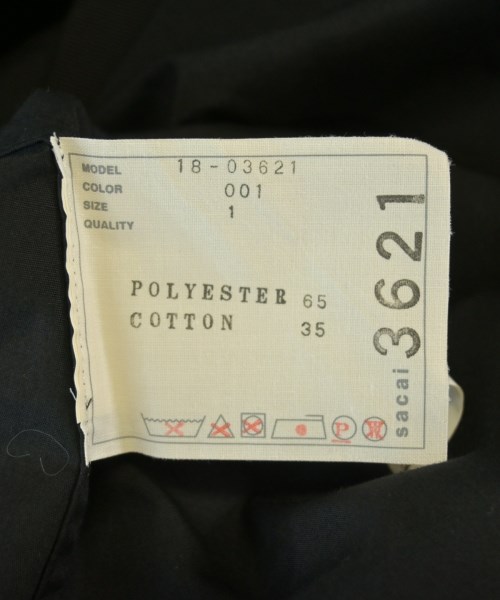 MODEL 18-03621
COLOR 001
SIZE 1
QUALITY
POLYESTER 65
COTTON 35
P
W
sacai 3621